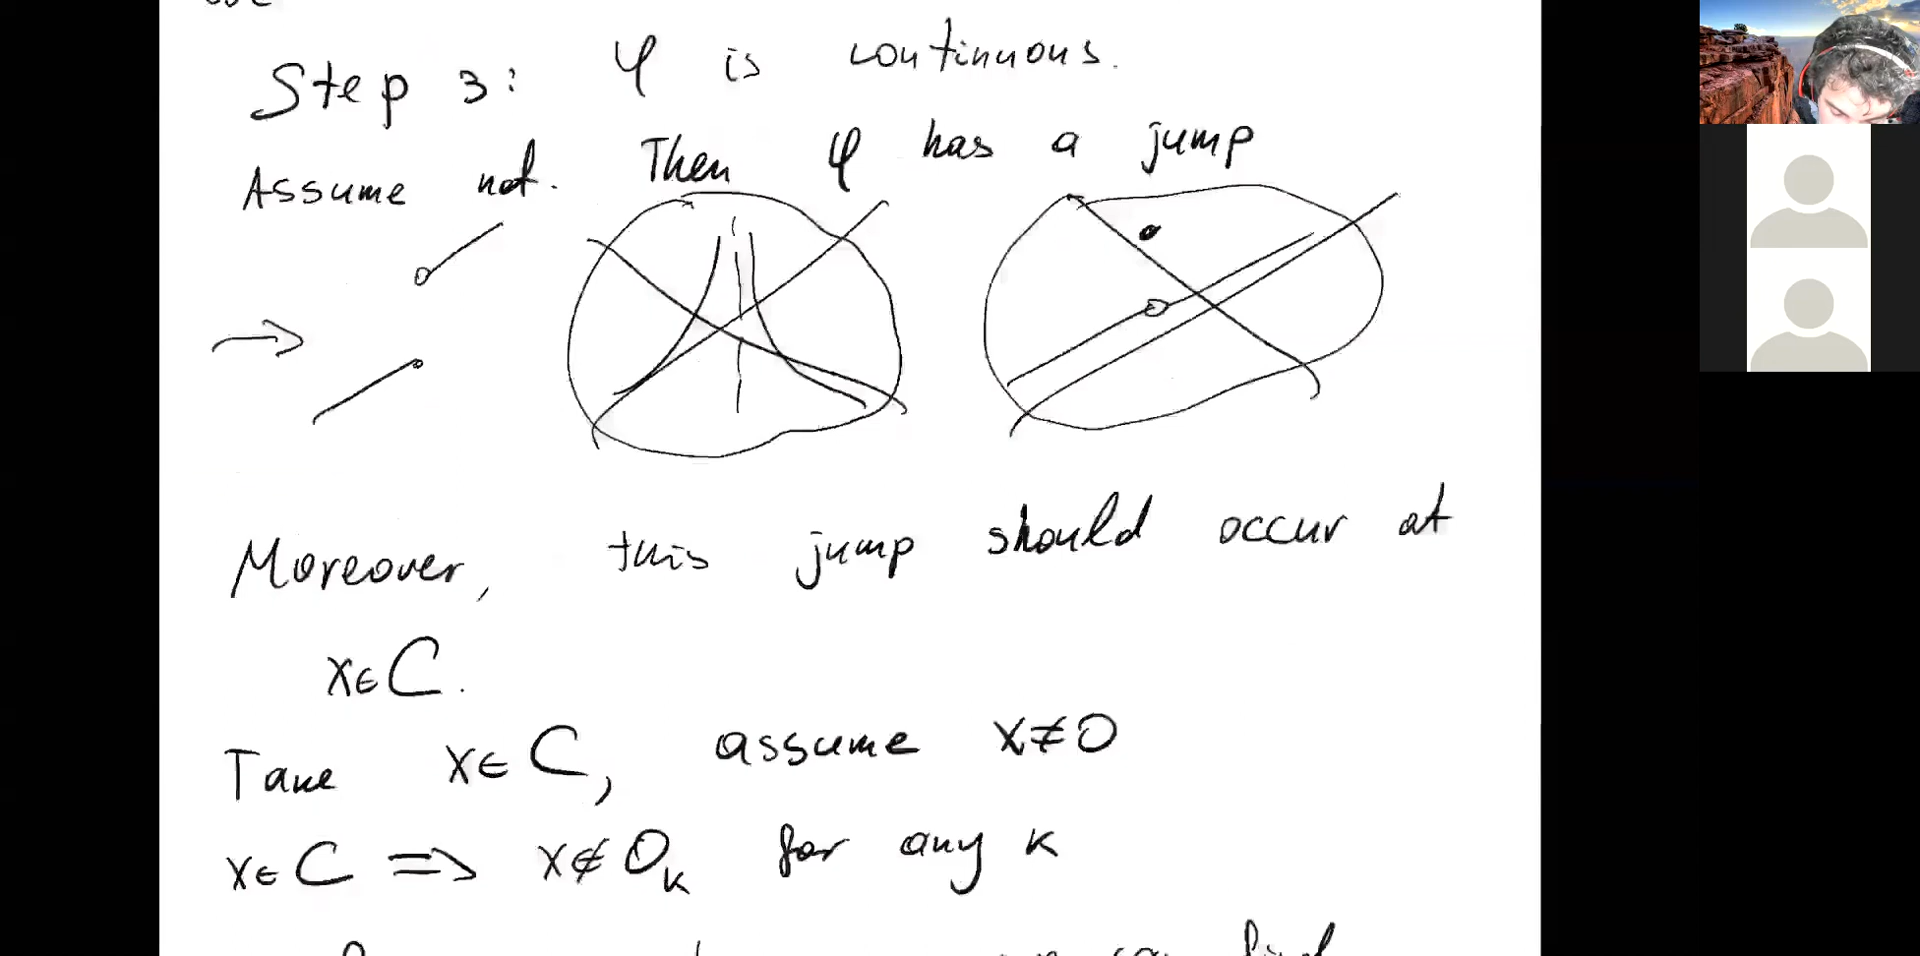 Step 3: φ is continuous.
Assume not. Then φ has a jump
Moreover, this jump should occur at
x∈C.
Take x∈C, assume x≠0
x∈C ⇒ x∉O_k for any k
find